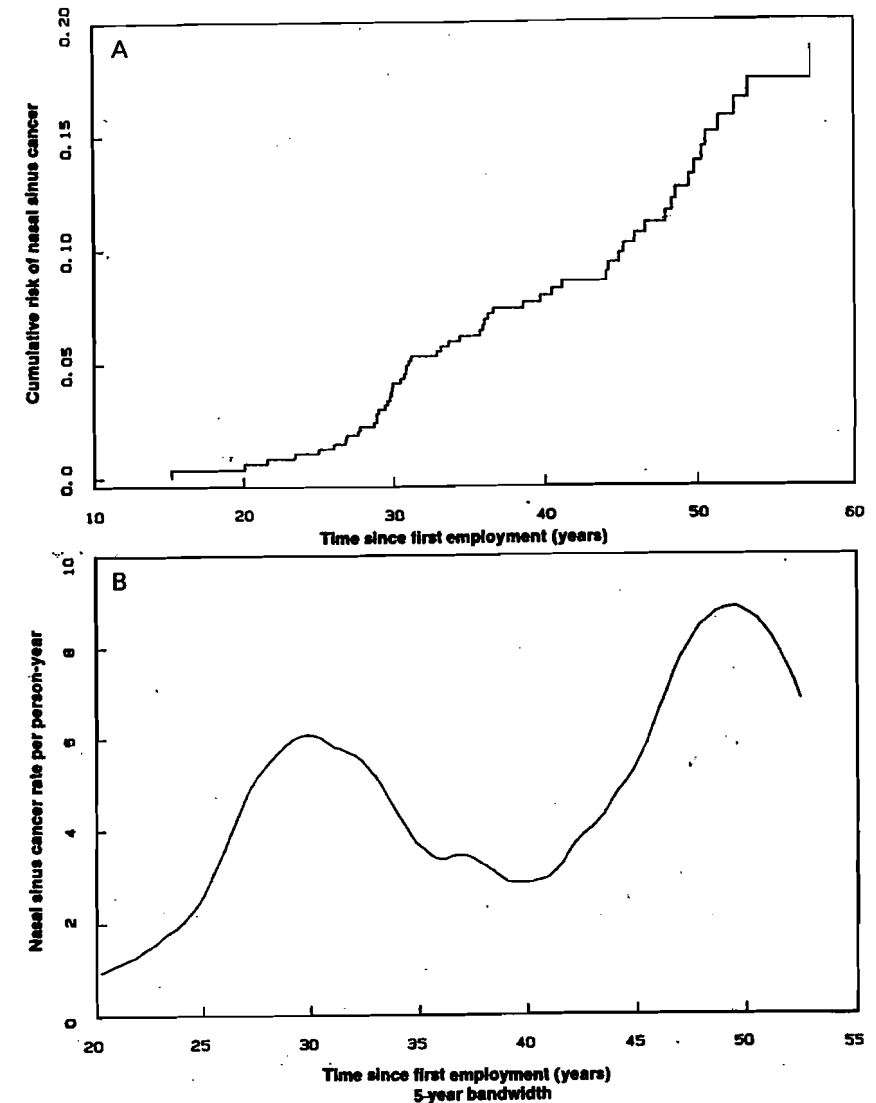 A
Cumulative risk of nasal sinus cancer
0.20
0.15
0.10
0.05
0.0
10 20 30 40 50 60
Time since first employment (years)
B
Nasal sinus cancer rate per person-year
10
8
6
4
2
0
20 25 30 35 40 45 50 55
Time since first employment (years)
5-year bandwidth